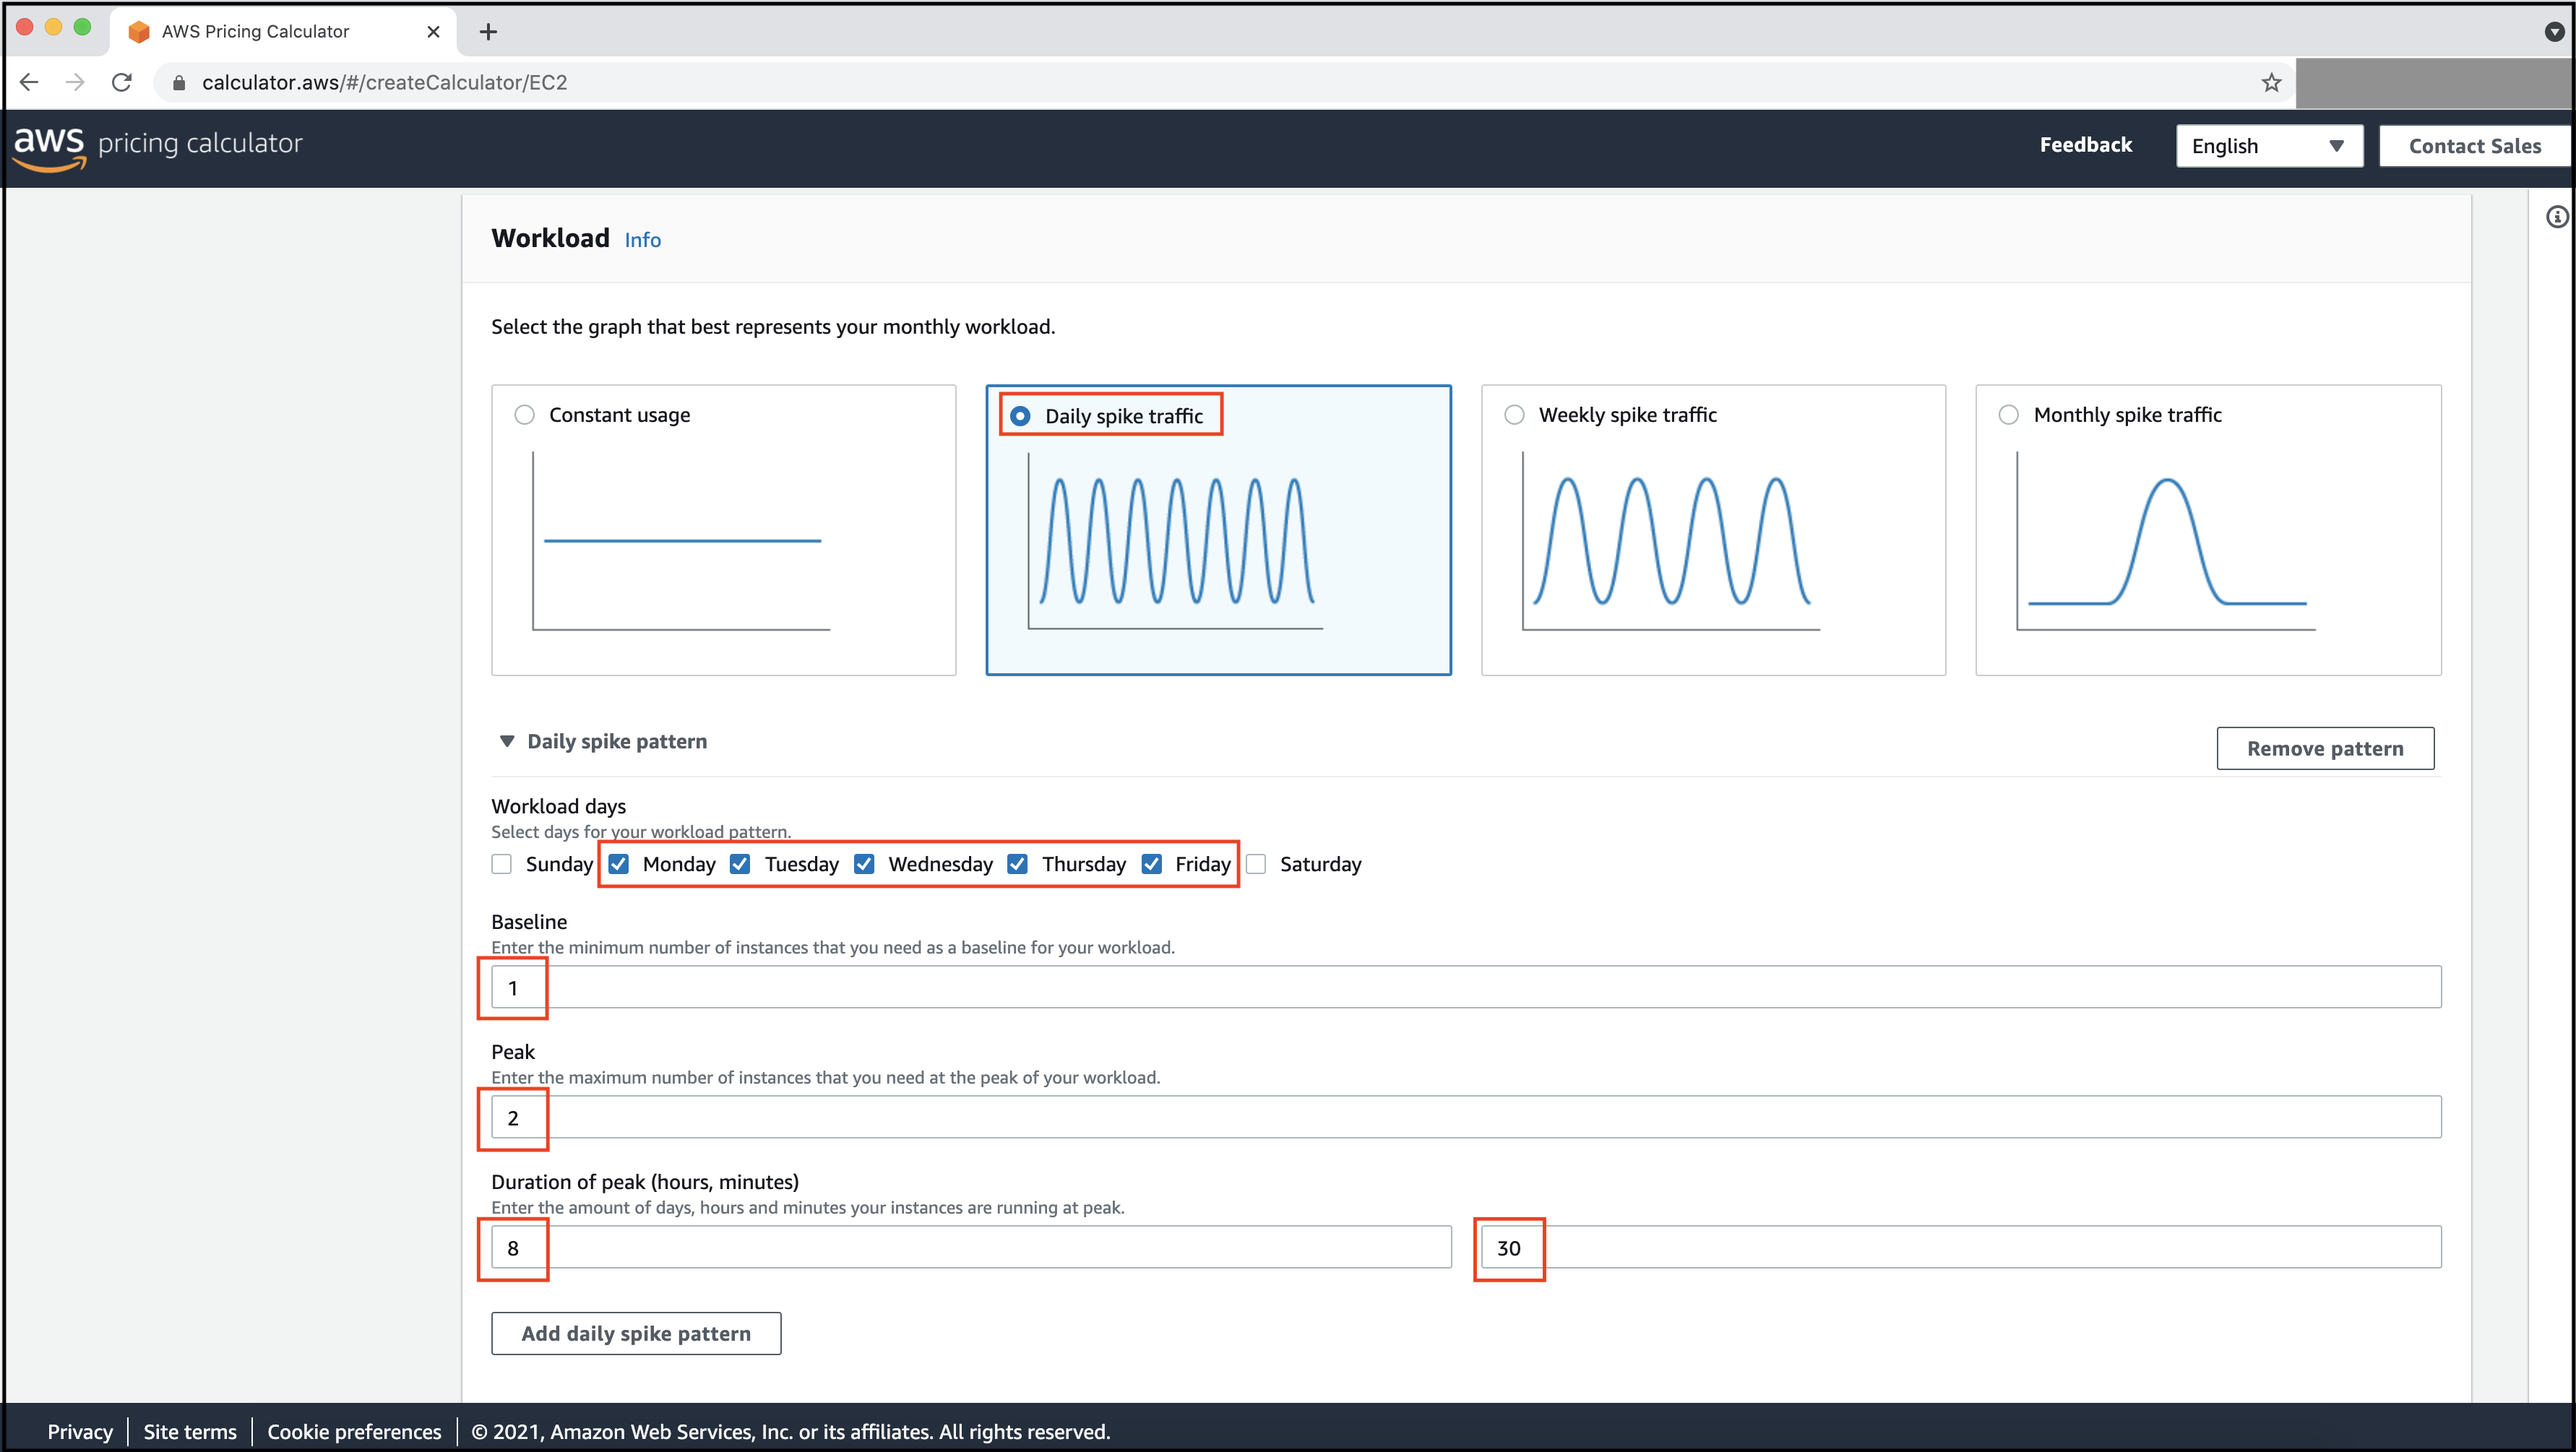 AWS Pricing Calculator
calculator.aws/#/createCalculator/EC2
aws pricing calculator
Feedback
English
Contact Sales
Workload Info
Select the graph that best represents your monthly workload.
Constant usage
Daily spike traffic
Weekly spike traffic
Monthly spike traffic
Daily spike pattern
Remove pattern
Workload days
Select days for your workload pattern.
Sunday Monday Tuesday Wednesday Thursday Friday Saturday
Baseline
Enter the minimum number of instances that you need as a baseline for your workload.
1
Peak
Enter the maximum number of instances that you need at the peak of your workload.
2
Duration of peak (hours, minutes)
Enter the amount of days, hours and minutes your instances are running at peak.
8 30
Add daily spike pattern
Privacy Site terms Cookie preferences © 2021, Amazon Web Services, Inc. or its affiliates. All rights reserved.